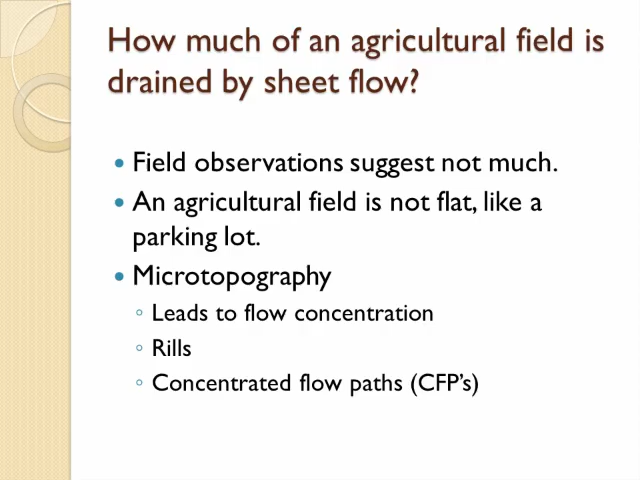 How much of an agricultural field is
drained by sheet flow?
• Field observations suggest not much.
• An agricultural field is not flat, like a
parking lot.
• Microtopography
◦ Leads to flow concentration
◦ Rills
◦ Concentrated flow paths (CFP's)